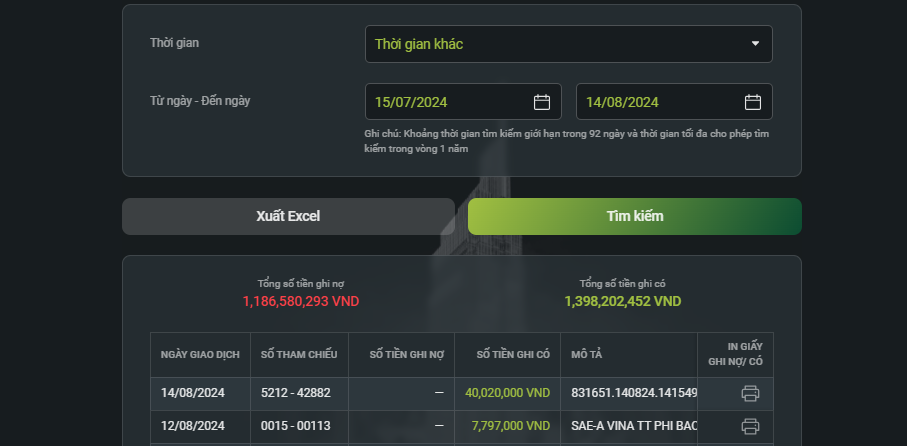 Thời gian
Thời gian khác
Từ ngày - Đến ngày
15/07/2024
14/08/2024
Ghi chú: Khoảng thời gian tìm kiếm giới hạn trong 92 ngày và thời gian tối đa cho phép tìm
kiếm trong vòng 1 năm
Xuất Excel
Tìm kiếm
Tổng số tiền ghi nợ
Tổng số tiền ghi có
1,186,580,293 VND
1,398,202,452 VND
NGÀY GIAO DỊCH SỐ THAM CHIẾU SỐ TIỀN GHI NỢ SỐ TIỀN GHI CÓ MÔ TẢ IN GIẤY
GHI NỢ/ CÓ
14/08/2024 5212 - 42882 — 40,020,000 VND 831651.140824.141549
12/08/2024 0015 - 00113 — 7,797,000 VND SAE-A VINA TT PHI BAC